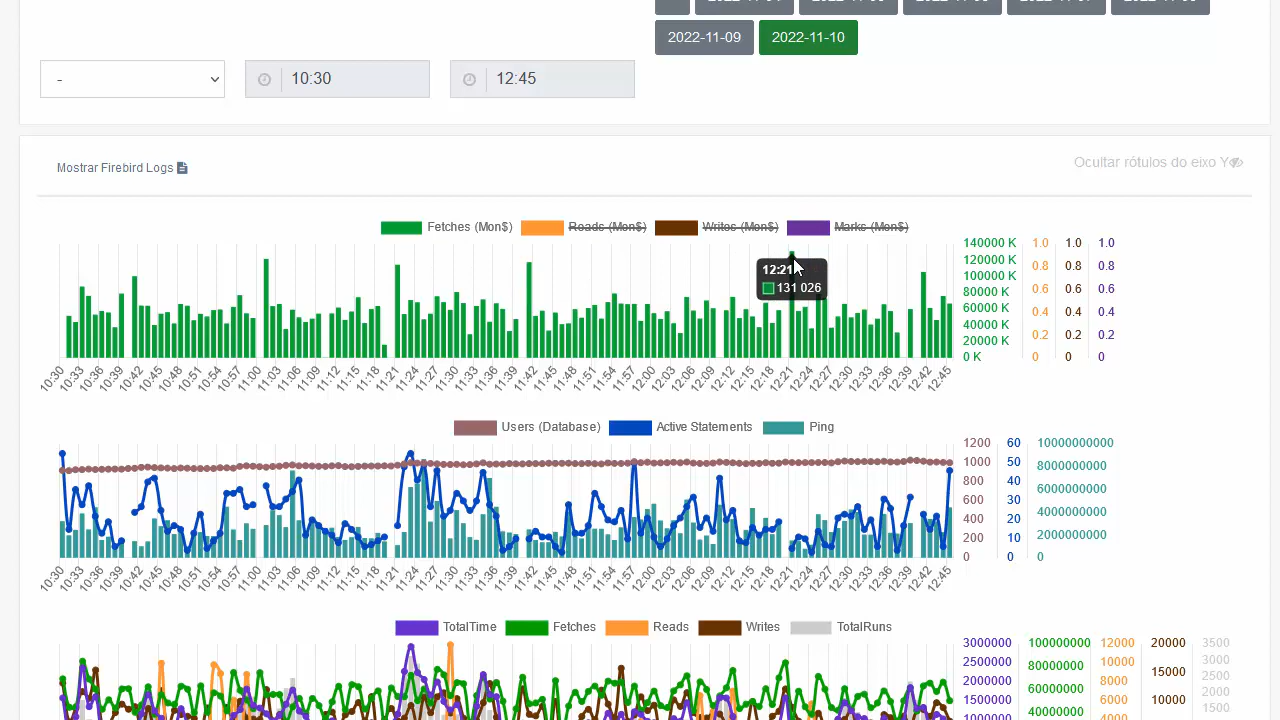 2022-11-09 2022-11-10
- 10:30 12:45
Mostrar Firebird Logs Ocultar rótulos do eixo Y
Fetches (Mon$) Reads (Mon$) Writes (Mon$) Marks (Mon$)
140000 K 1.0 1.0 1.0
120000 K 0.8 0.8 0.8
100000 K
80000 K 0.6 0.6 0.6
60000 K 0.4 0.4 0.4
40000 K
20000 K 0.2 0.2 0.2
0 K 0 0 0
12:21
131 026
10:30 10:33 10:36 10:39 10:42 10:45 10:48 10:51 10:54 10:57 11:00 11:03 11:06 11:09 11:12 11:15 11:18 11:21 11:24 11:27 11:30 11:33 11:36 11:39 11:42 11:45 11:48 11:51 11:54 11:57 12:00 12:03 12:06 12:09 12:12 12:15 12:18 12:21 12:24 12:27 12:30 12:33 12:36 12:39 12:42 12:45
Users (Database) Active Statements Ping
1200 60 10000000000
1000 50 8000000000
800 40 6000000000
600 30
400 20 4000000000
200 10 2000000000
0 0 0
10:30 10:33 10:36 10:39 10:42 10:45 10:48 10:51 10:54 10:57 11:00 11:03 11:06 11:09 11:12 11:15 11:18 11:21 11:24 11:27 11:30 11:33 11:36 11:39 11:42 11:45 11:48 11:51 11:54 11:57 12:00 12:03 12:06 12:09 12:12 12:15 12:18 12:21 12:24 12:27 12:30 12:33 12:36 12:39 12:42 12:45
TotalTime Fetches Reads Writes TotalRuns
3000000 100000000 12000 20000 3500
2500000 80000000 10000 15000 3000
2000000 60000000 8000 2500
1500000 6000 10000 2000
40000000 1500